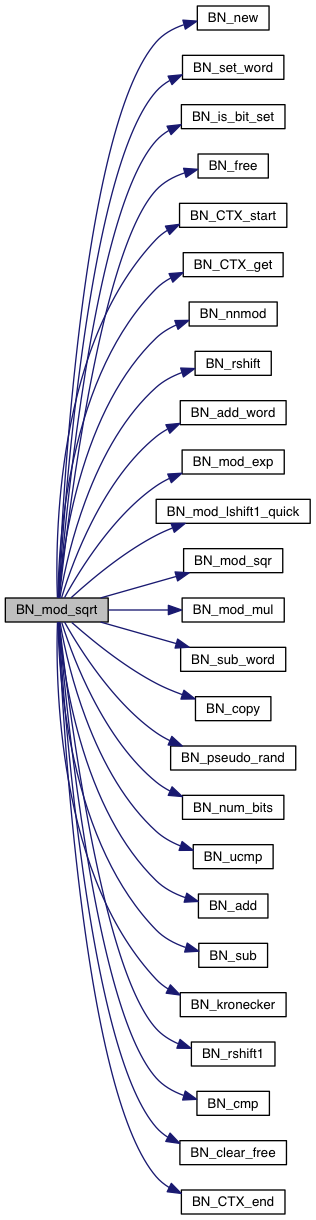 BN_new
BN_set_word
BN_is_bit_set
BN_free
BN_CTX_start
BN_CTX_get
BN_nnmod
BN_rshift
BN_add_word
BN_mod_exp
BN_mod_lshift1_quick
BN_mod_sqr
BN_mod_sqrt
BN_mod_mul
BN_sub_word
BN_copy
BN_pseudo_rand
BN_num_bits
BN_ucmp
BN_add
BN_sub
BN_kronecker
BN_rshift1
BN_cmp
BN_clear_free
BN_CTX_end